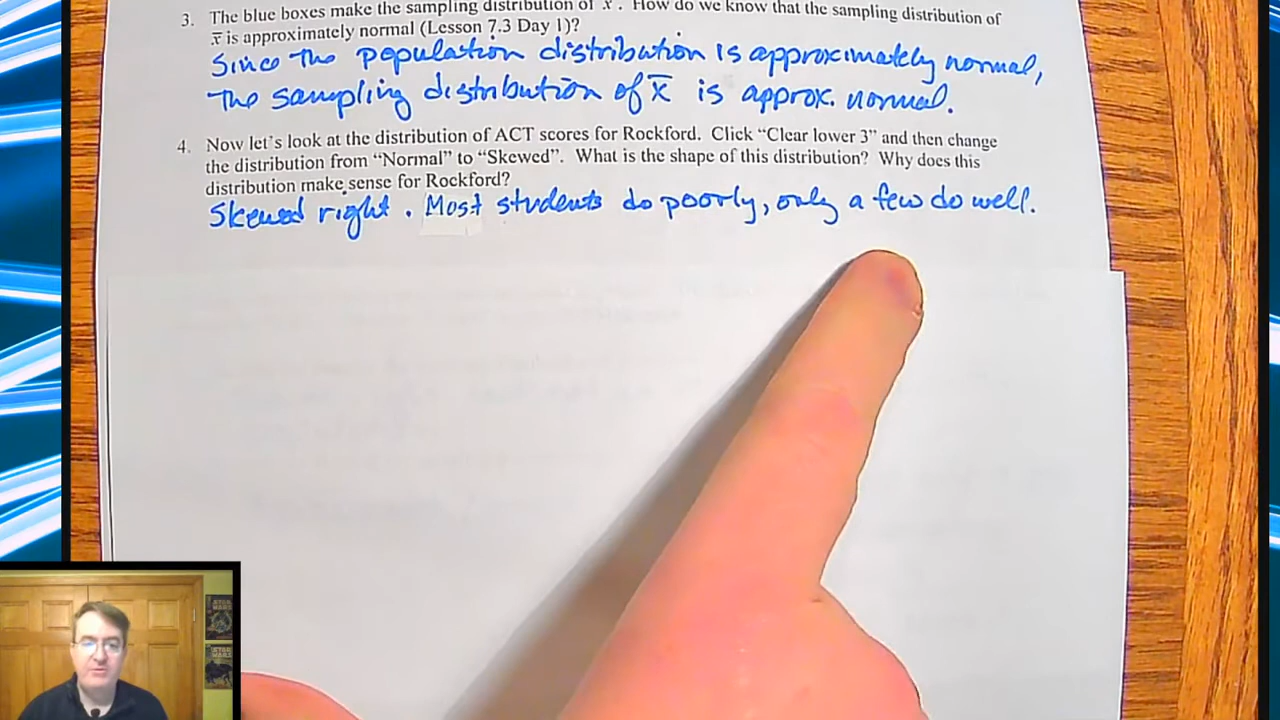 3. The blue boxes make the sampling distribution of x̄. How do we know that the sampling distribution of
x̄ is approximately normal (Lesson 7.3 Day 1)?
Since the population distribution is approximately normal,
the sampling distribution of x̄ is approx. normal.
4. Now let's look at the distribution of ACT scores for Rockford. Click “Clear lower 3” and then change
the distribution from “Normal” to “Skewed”. What is the shape of this distribution? Why does this
distribution make sense for Rockford?
Skewed right. Most students do poorly, only a few do well.
STAR WARS
STAR WARS